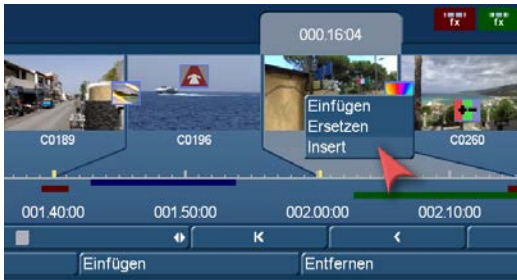 fx fx
000.16:04
Einfügen
Ersetzen
Insert
C0189 C0196 C0260
001.40:00 001.50:00 002.00:00 002.10:00
Einfügen Entfernen